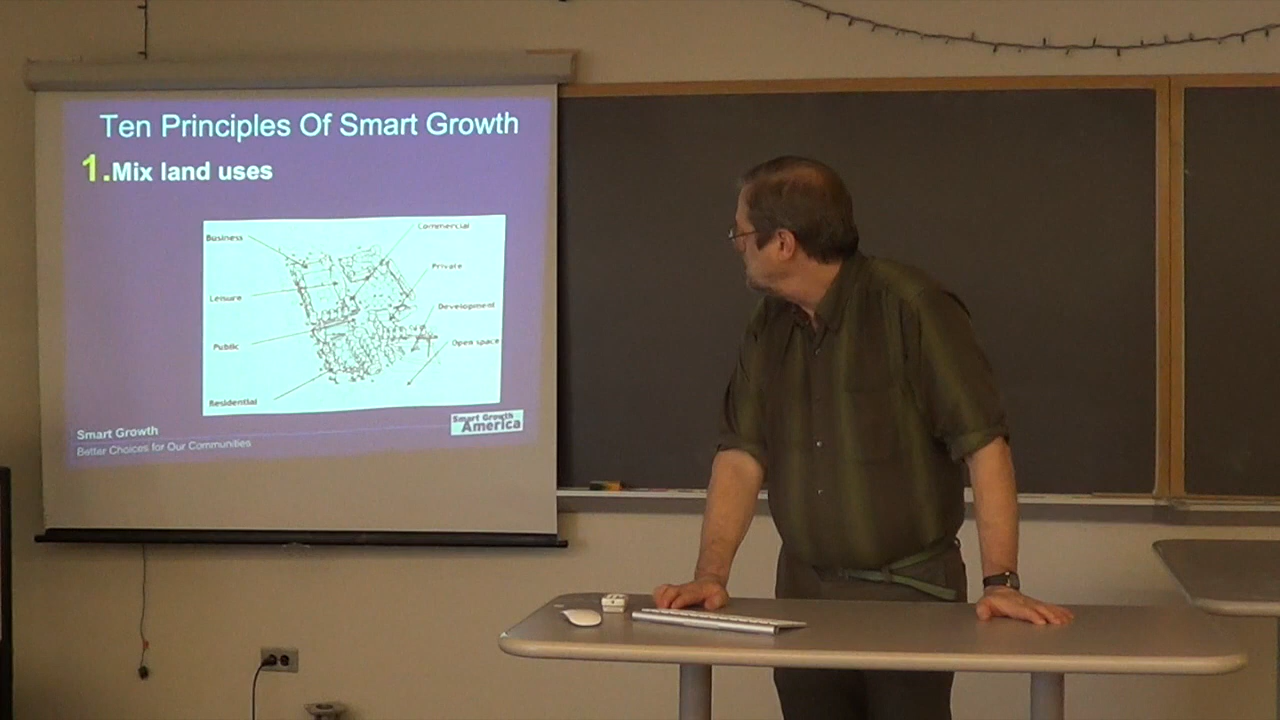 Ten Principles Of Smart Growth
1.Mix land uses
Business
Commercial
Private
Leisure
Development
Public
Open space
Residential
Smart Growth
Better Choices for Our Communities
Smart Growth
America